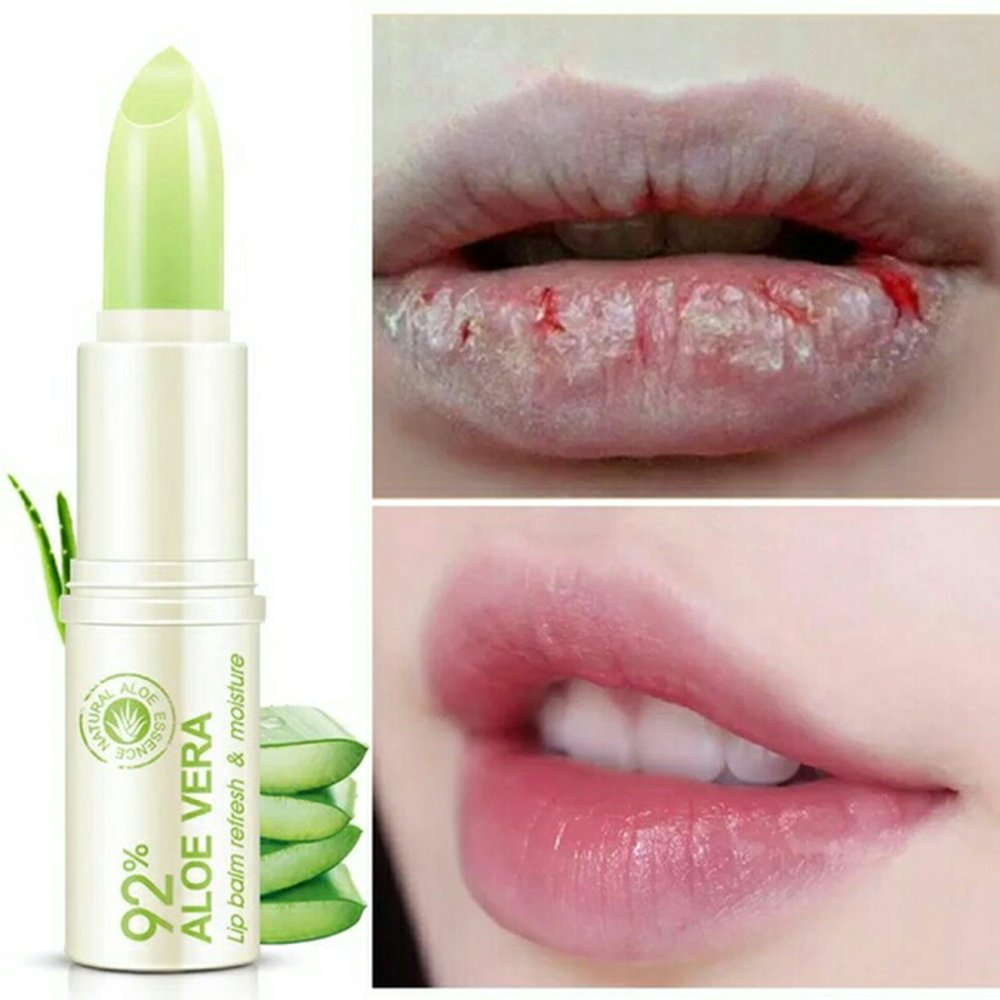 NATURAL ALOE ESSENCE
92%
ALOE VERA
Lip balm refresh & moisture